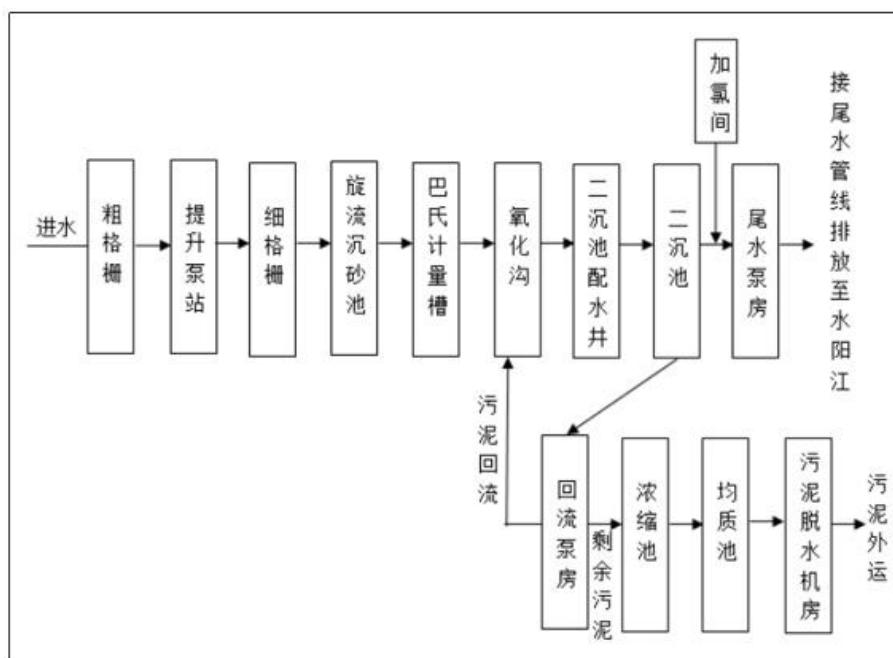 加氯间
接尾水管线排放至水阳江
进水
粗格栅
提升泵站
细格栅
旋流沉砂池
巴氏计量槽
氧化沟
二沉池配水井
二沉池
尾水泵房
污泥回流
回流泵房
剩余污泥
浓缩池
均质池
污泥脱水机房
污泥外运